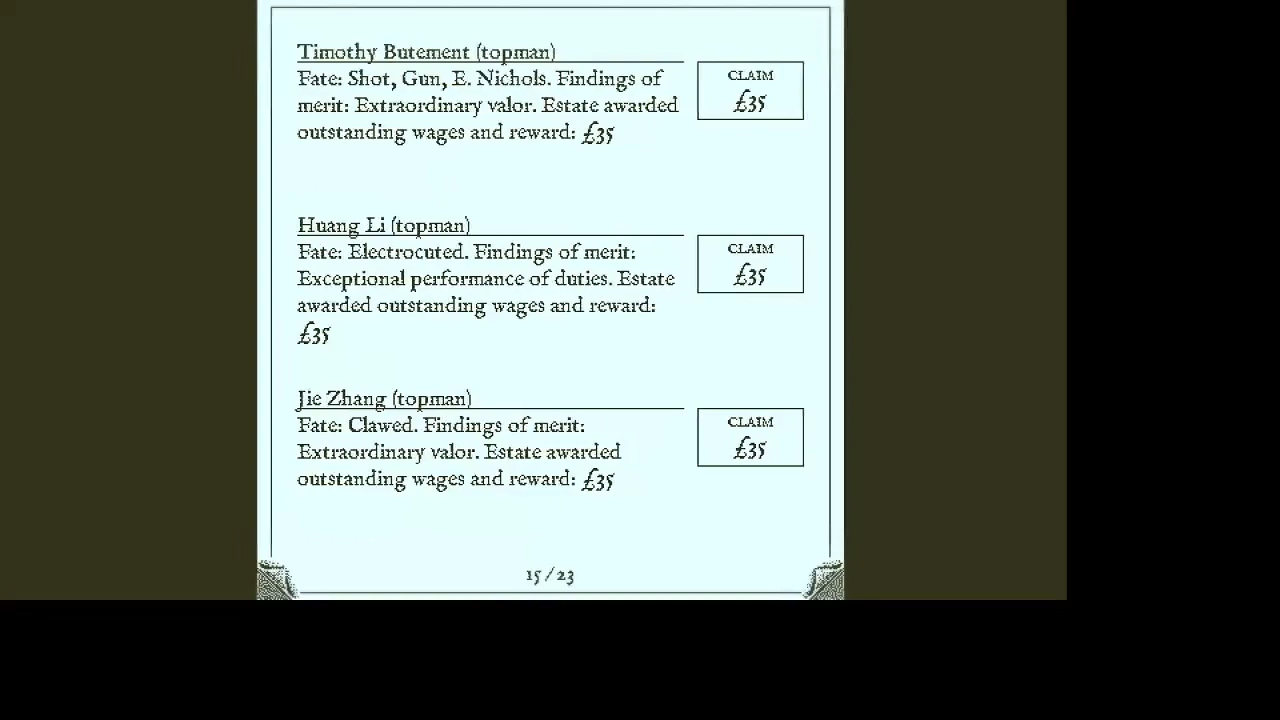 Timothy Butement (topman)
Fate: Shot, Gun, E. Nichols. Findings of
merit: Extraordinary valor. Estate awarded
outstanding wages and reward: £35
CLAIM
£35
Huang Li (topman)
Fate: Electrocuted. Findings of merit:
Exceptional performance of duties. Estate
awarded outstanding wages and reward:
£35
CLAIM
£35
Jie Zhang (topman)
Fate: Clawed. Findings of merit:
Extraordinary valor. Estate awarded
outstanding wages and reward: £35
CLAIM
£35
15 / 23